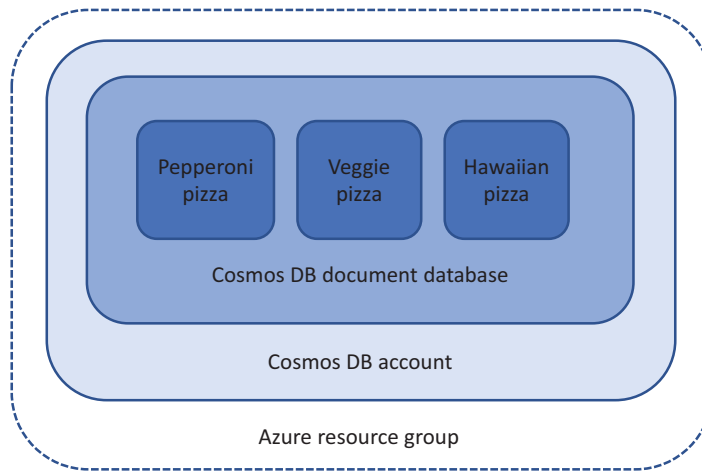 Pepperoni
pizza
Veggie
pizza
Hawaiian
pizza
Cosmos DB document database
Cosmos DB account
Azure resource group